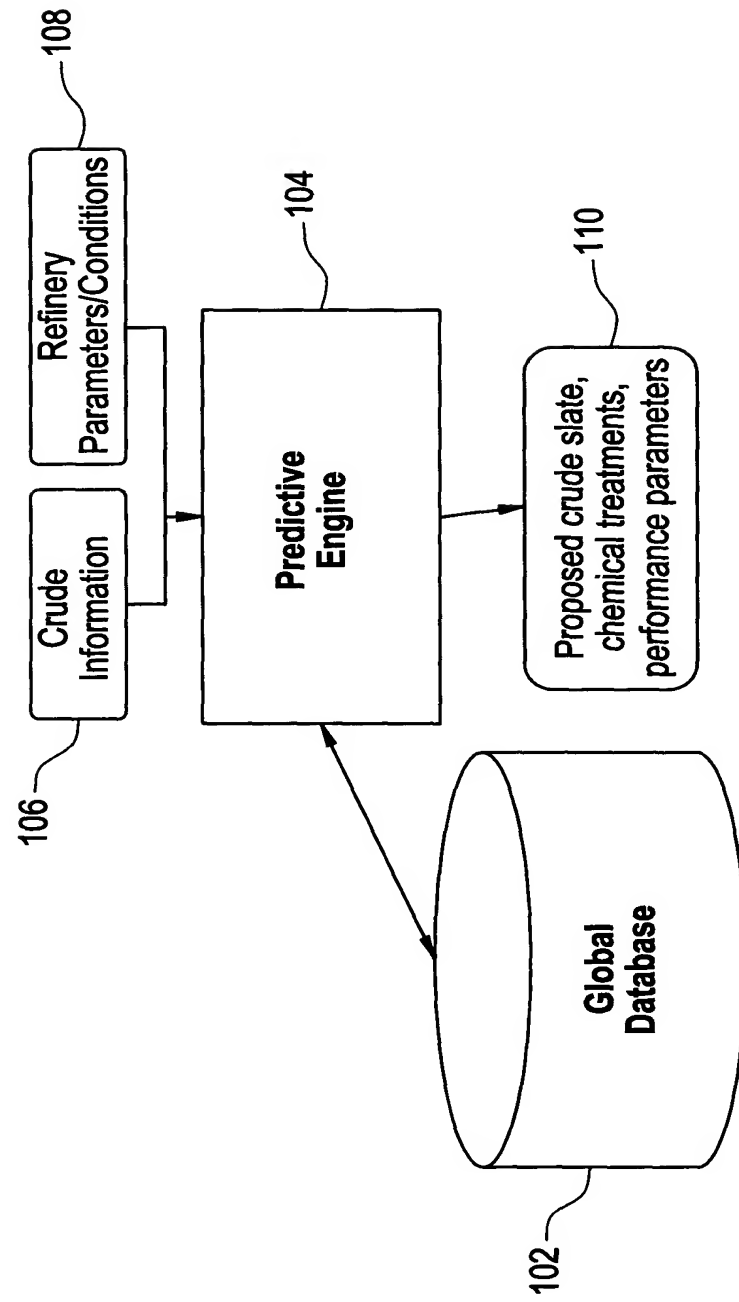 108
Refinery
Parameters/Conditions
106
Crude
Information
104
Predictive
Engine
110
Proposed crude slate,
chemical treatments,
performance parameters
Global
Database
102